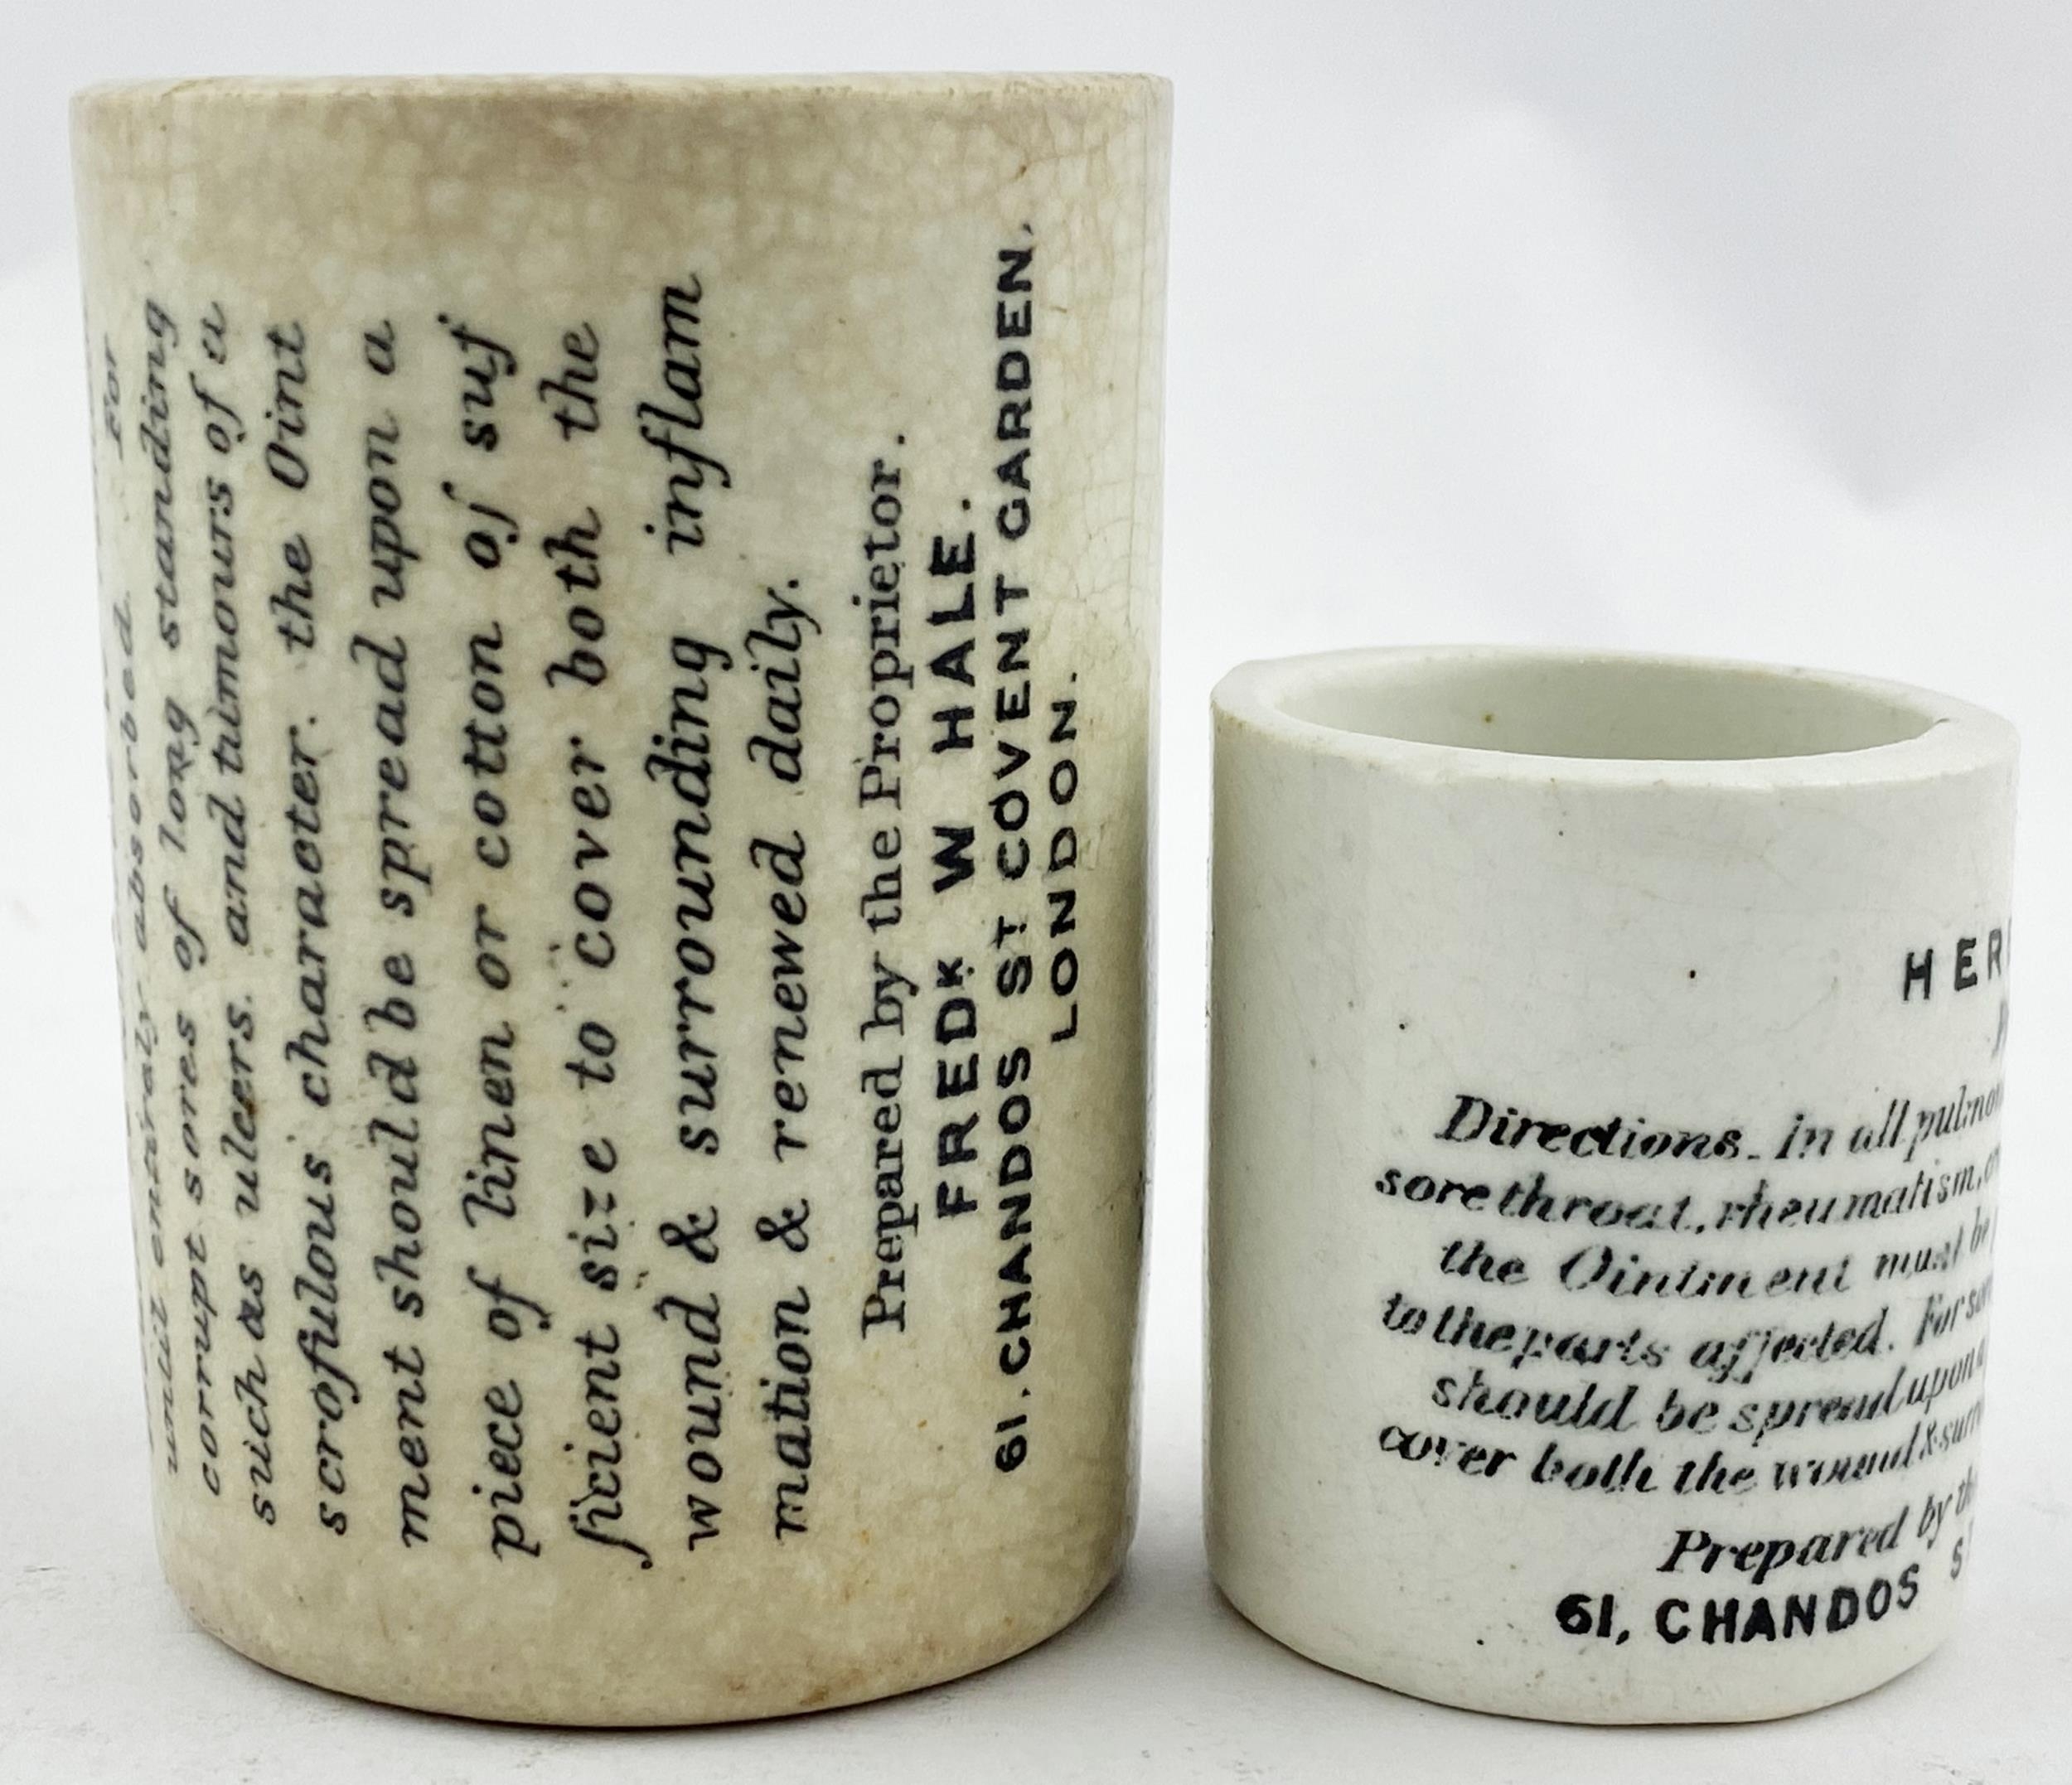 For
until entirely absorbed.
corrupt sores of long standing
such as ulcers. and tumours of a
scrofulous character. the Oint
ment should be spread upon a
piece of linen or cotton of suf
ficient size to cover both the
wound & surrounding inflam
mation & renewed daily.
Prepared by the Proprietor.
FREDK W HALE.
61. CHANDOS ST COVENT GARDEN.
LONDON.
HER
Directions. In all pulmo
sore throat, rheumatism,
the Ointment must be
to the parts affected. For
should be spread upon a
cover both the wound & surr
Prepared by th
61, CHANDOS S